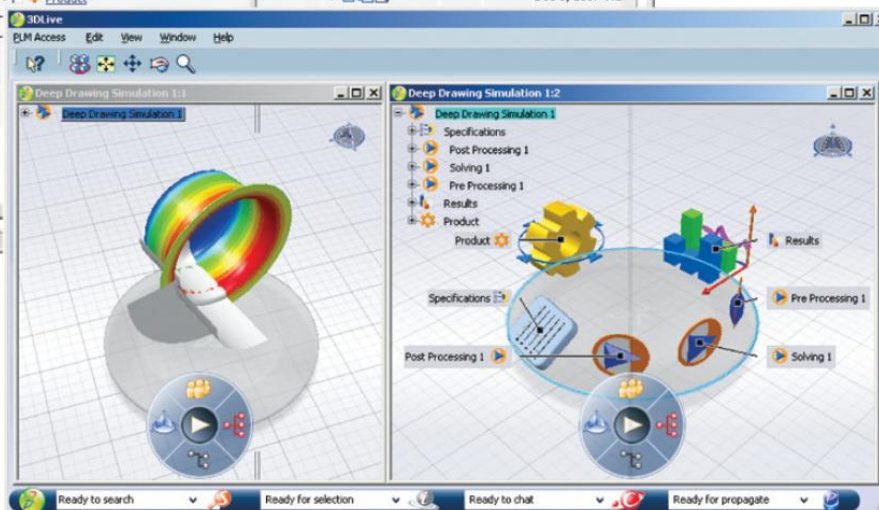 Product
3DLive
PLM Access Edit View Window Help
Deep Drawing Simulation 1:1
Deep Drawing Simulation 1
Deep Drawing Simulation 1:2
Deep Drawing Simulation 1
Specifications
Post Processing 1
Solving 1
Pre Processing 1
Results
Product
Product
Results
Specifications
Pre Processing 1
Post Processing 1
Solving 1
Ready to search
Ready for selection
Ready to chat
Ready for propagate